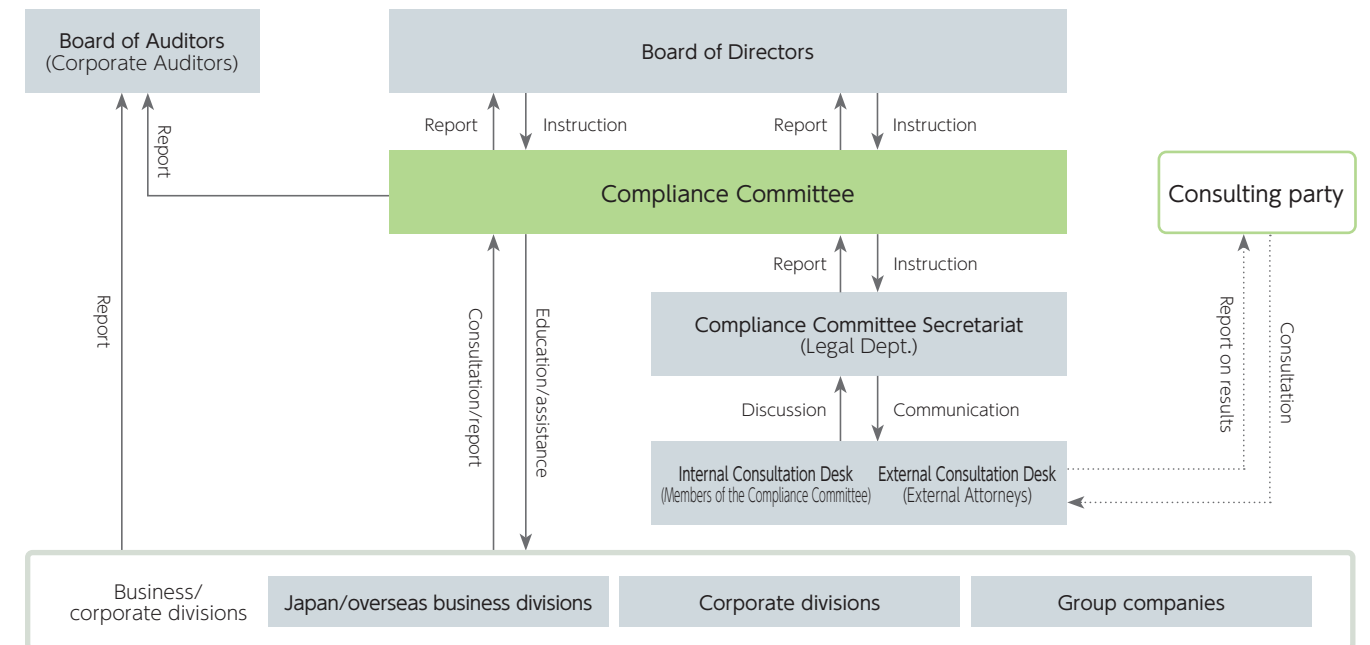 Board of Auditors
(Corporate Auditors)
Board of Directors
Report
Report
Instruction
Report
Instruction
Compliance Committee
Consulting party
Report
Instruction
Report
Consultation/report
Education/assistance
Compliance Committee Secretariat
(Legal Dept.)
Report on results
Consultation
Discussion
Communication
Internal Consultation Desk
(Members of the Compliance Committee)
External Consultation Desk
(External Attorneys)
Business/
corporate divisions
Japan/overseas business divisions
Corporate divisions
Group companies